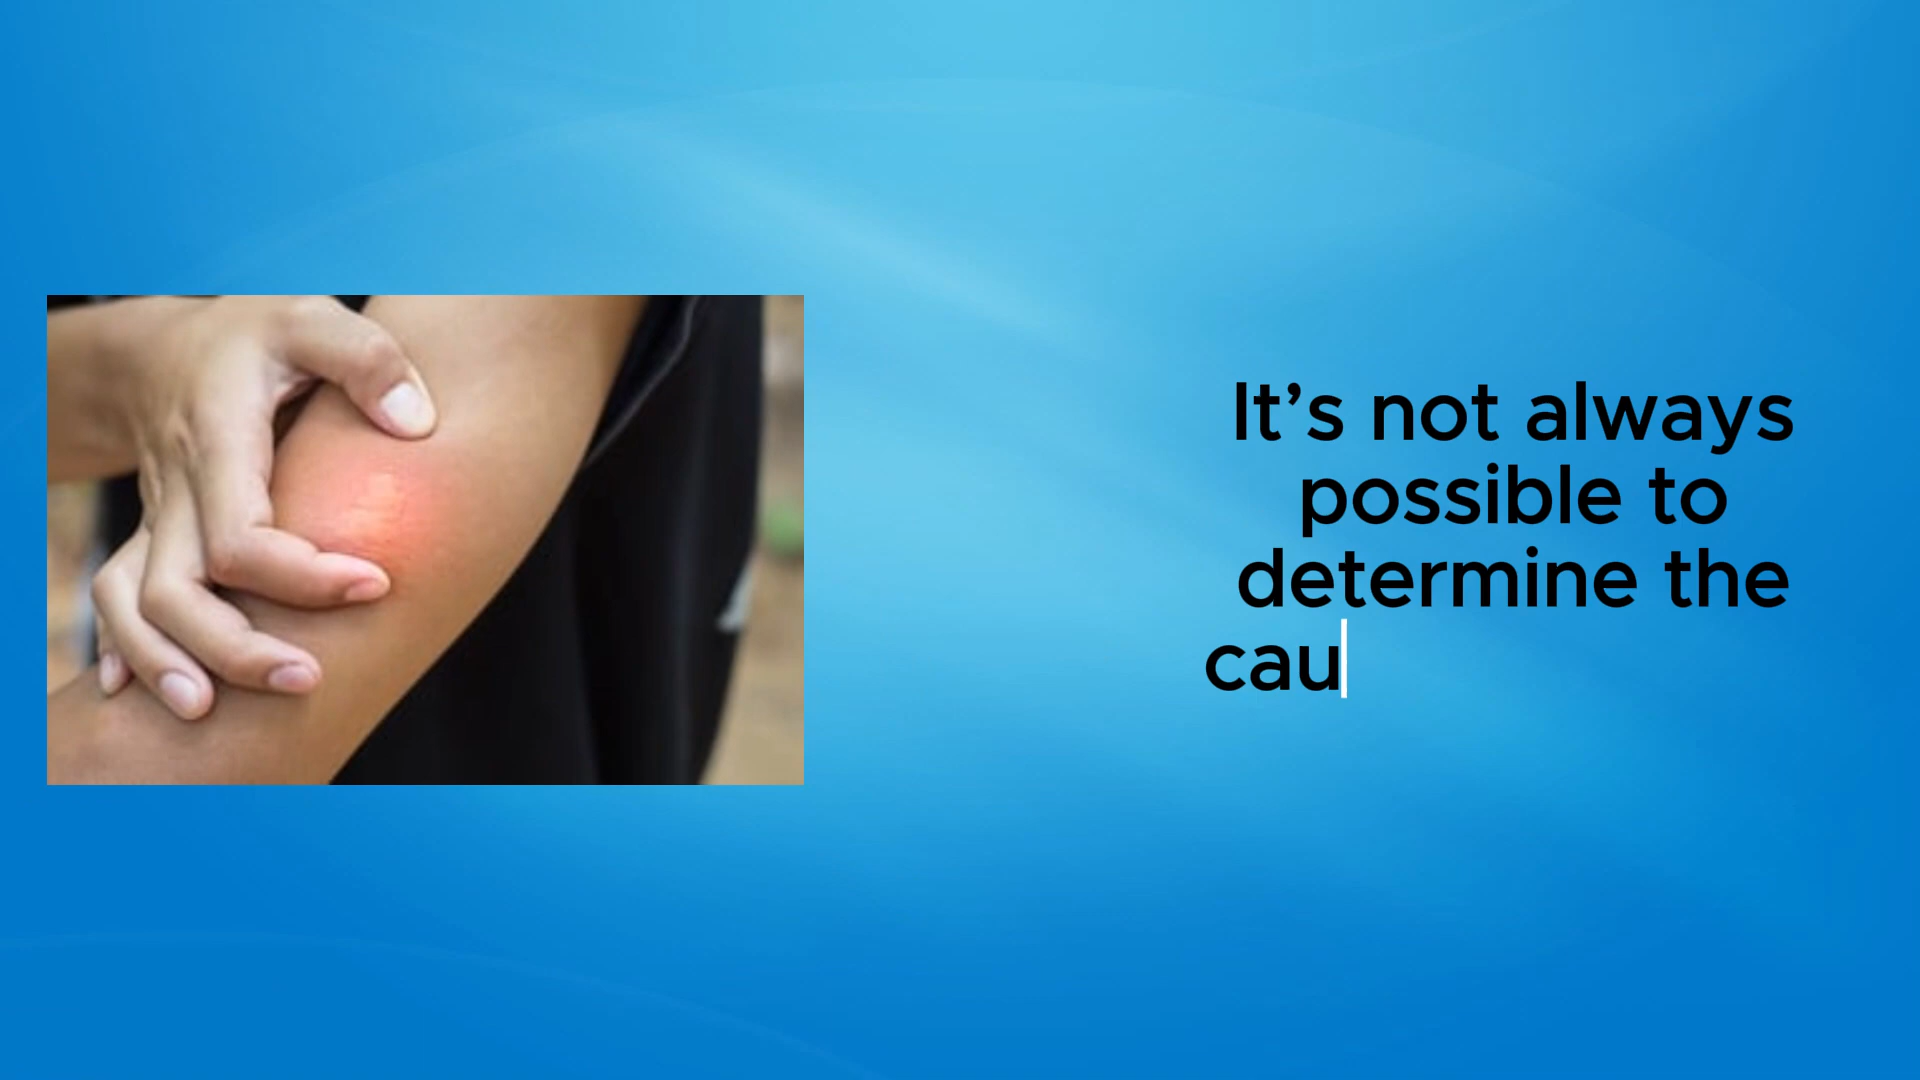 It’s not always
possible to
determine the
cau